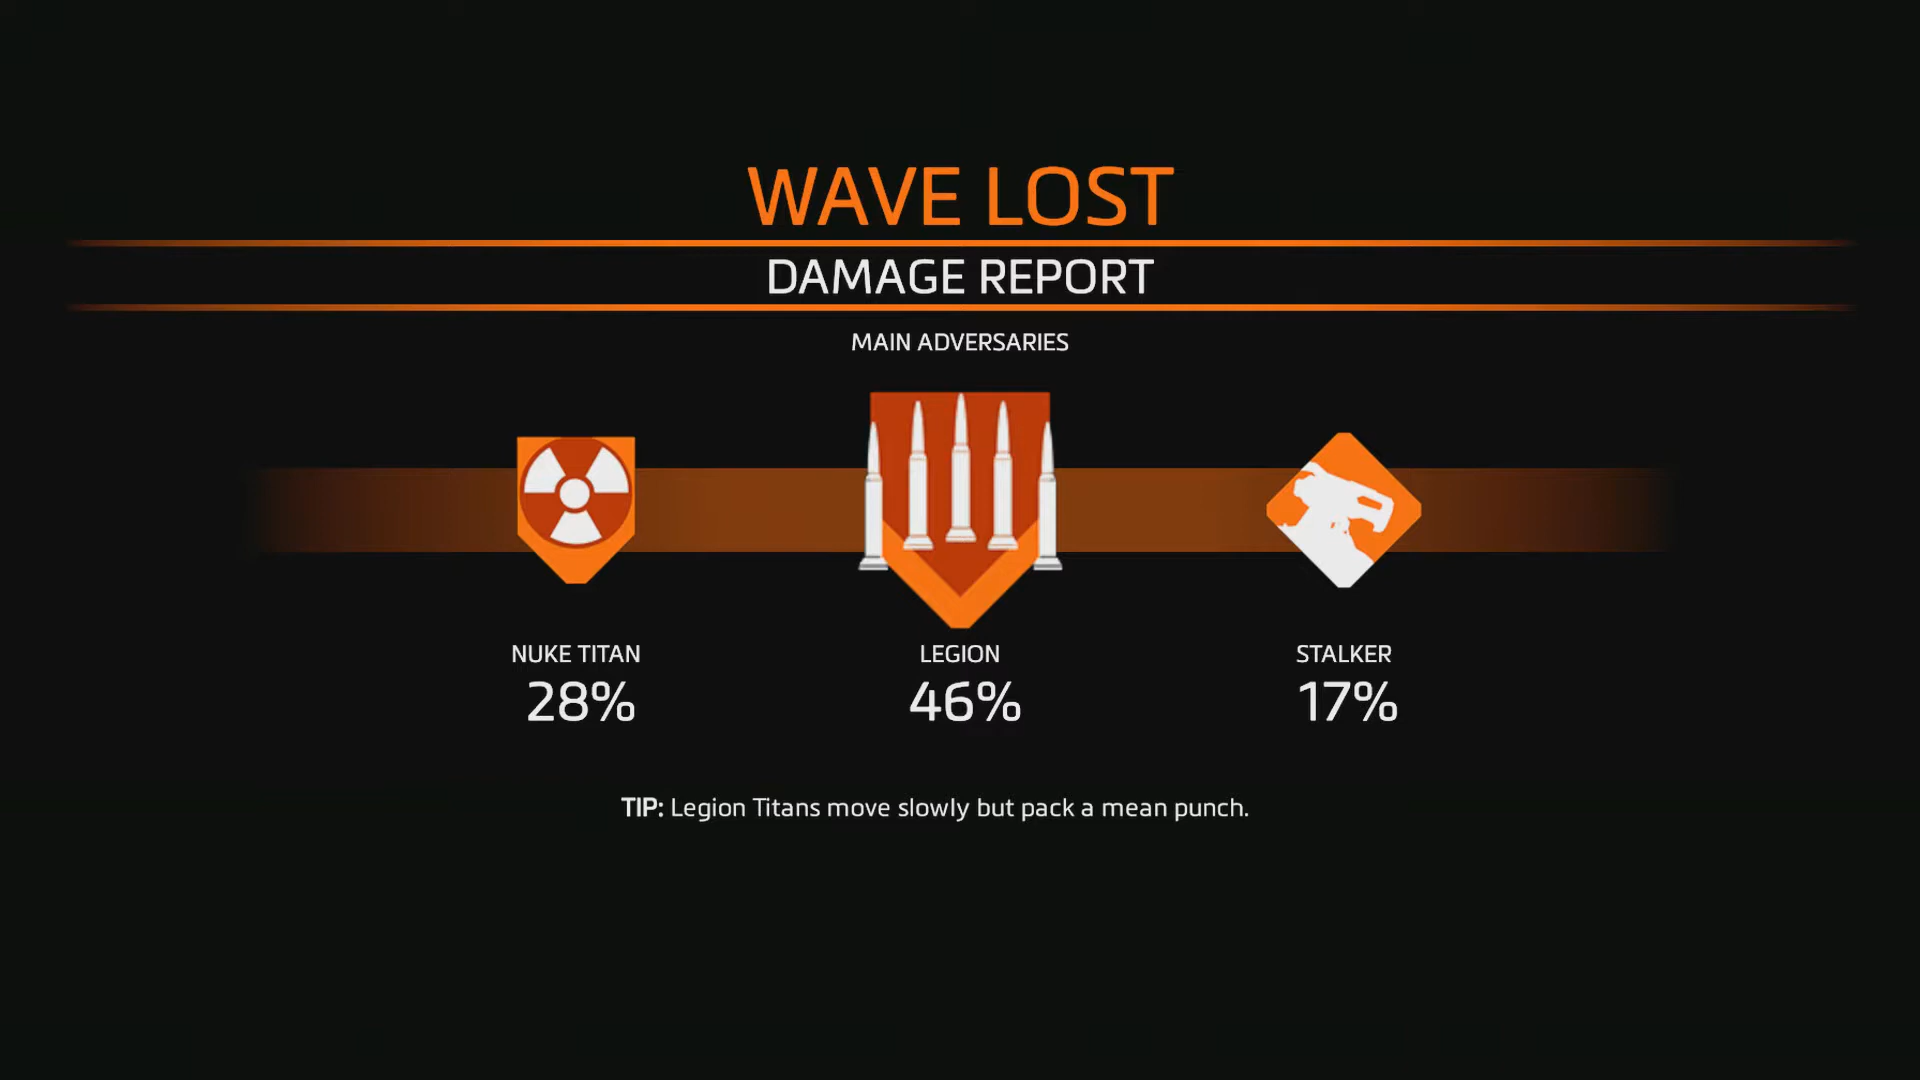 WAVE LOST
DAMAGE REPORT
MAIN ADVERSARIES
NUKE TITAN
28%
LEGION
46%
STALKER
17%
TIP: Legion Titans move slowly but pack a mean punch.